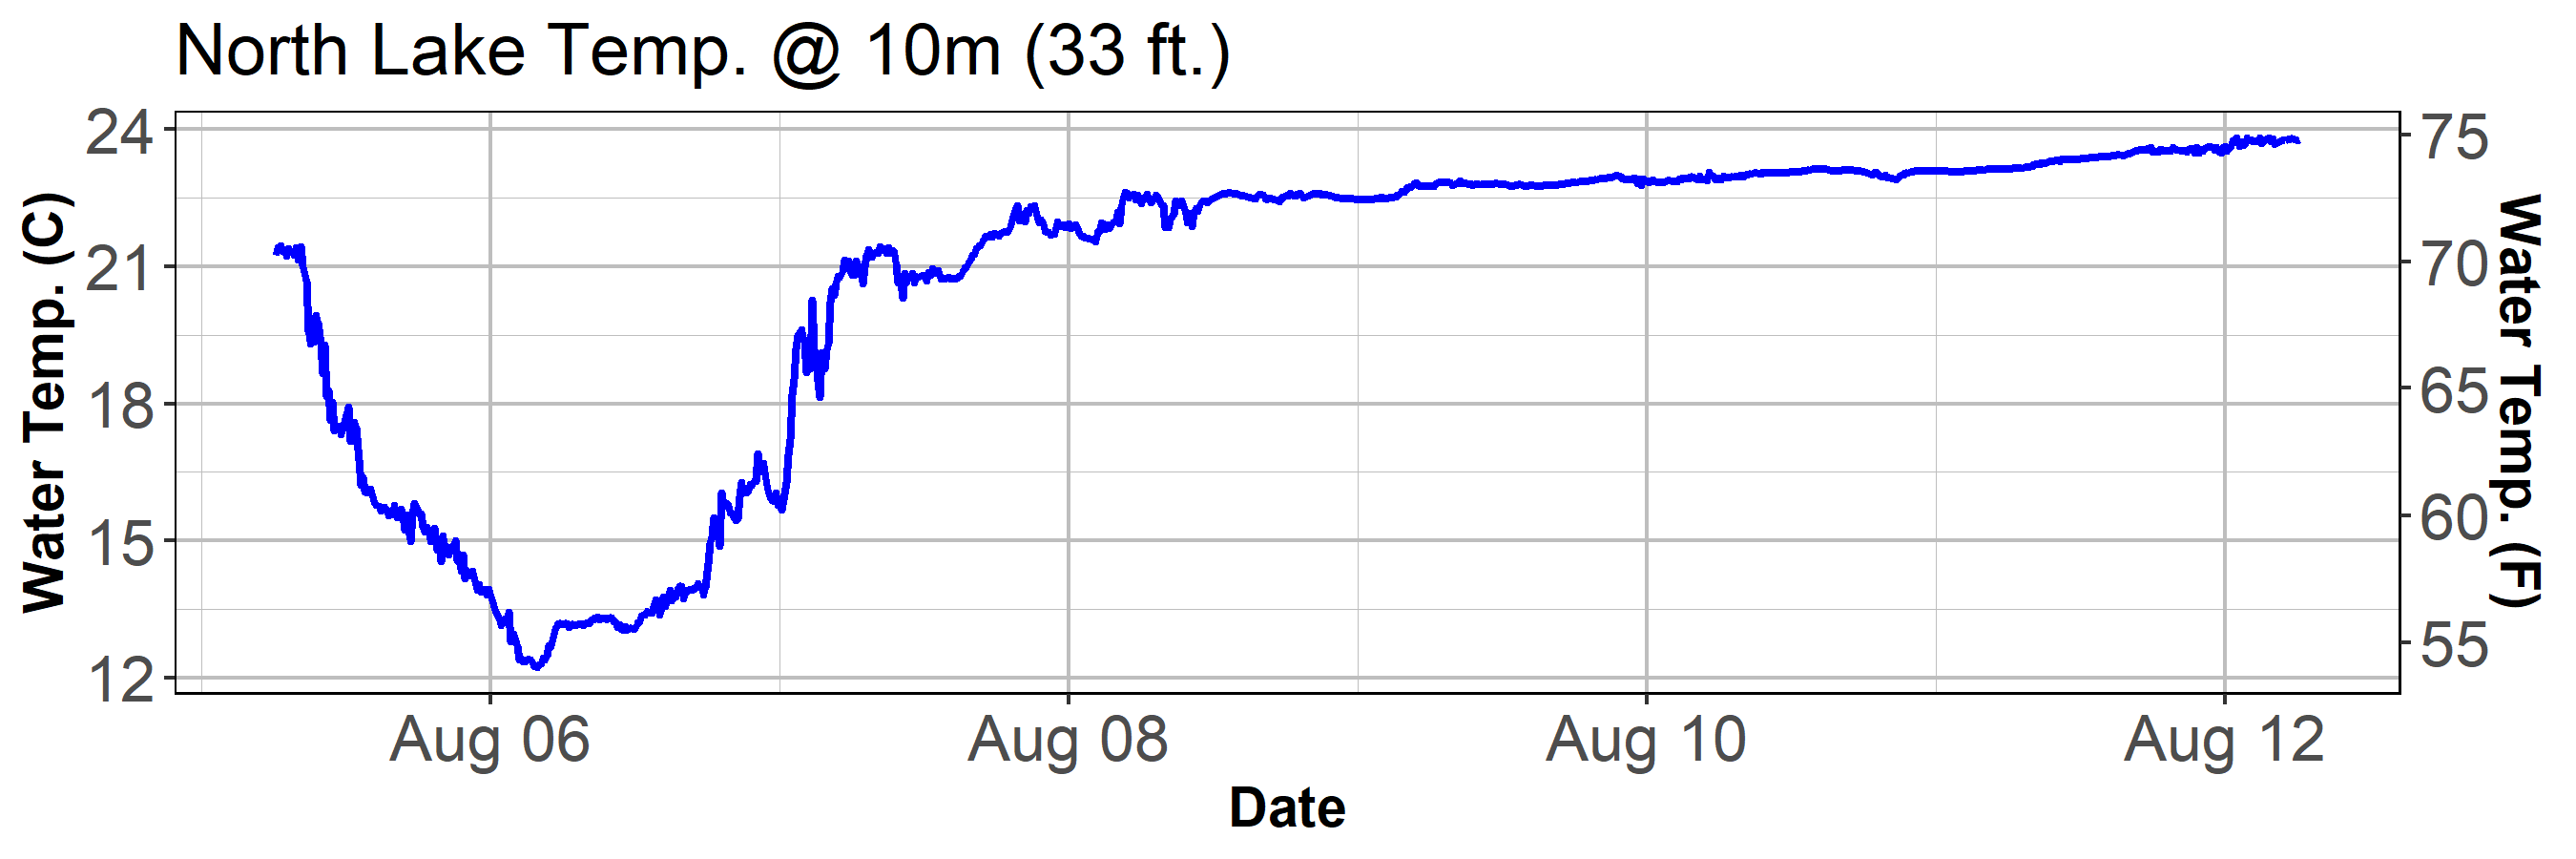 North Lake Temp. @ 10m (33 ft.)
Water Temp. (C)
24
21
18
15
12
75
70
65
60
55
Water Temp. (F)
Aug 06
Aug 08
Aug 10
Aug 12
Date